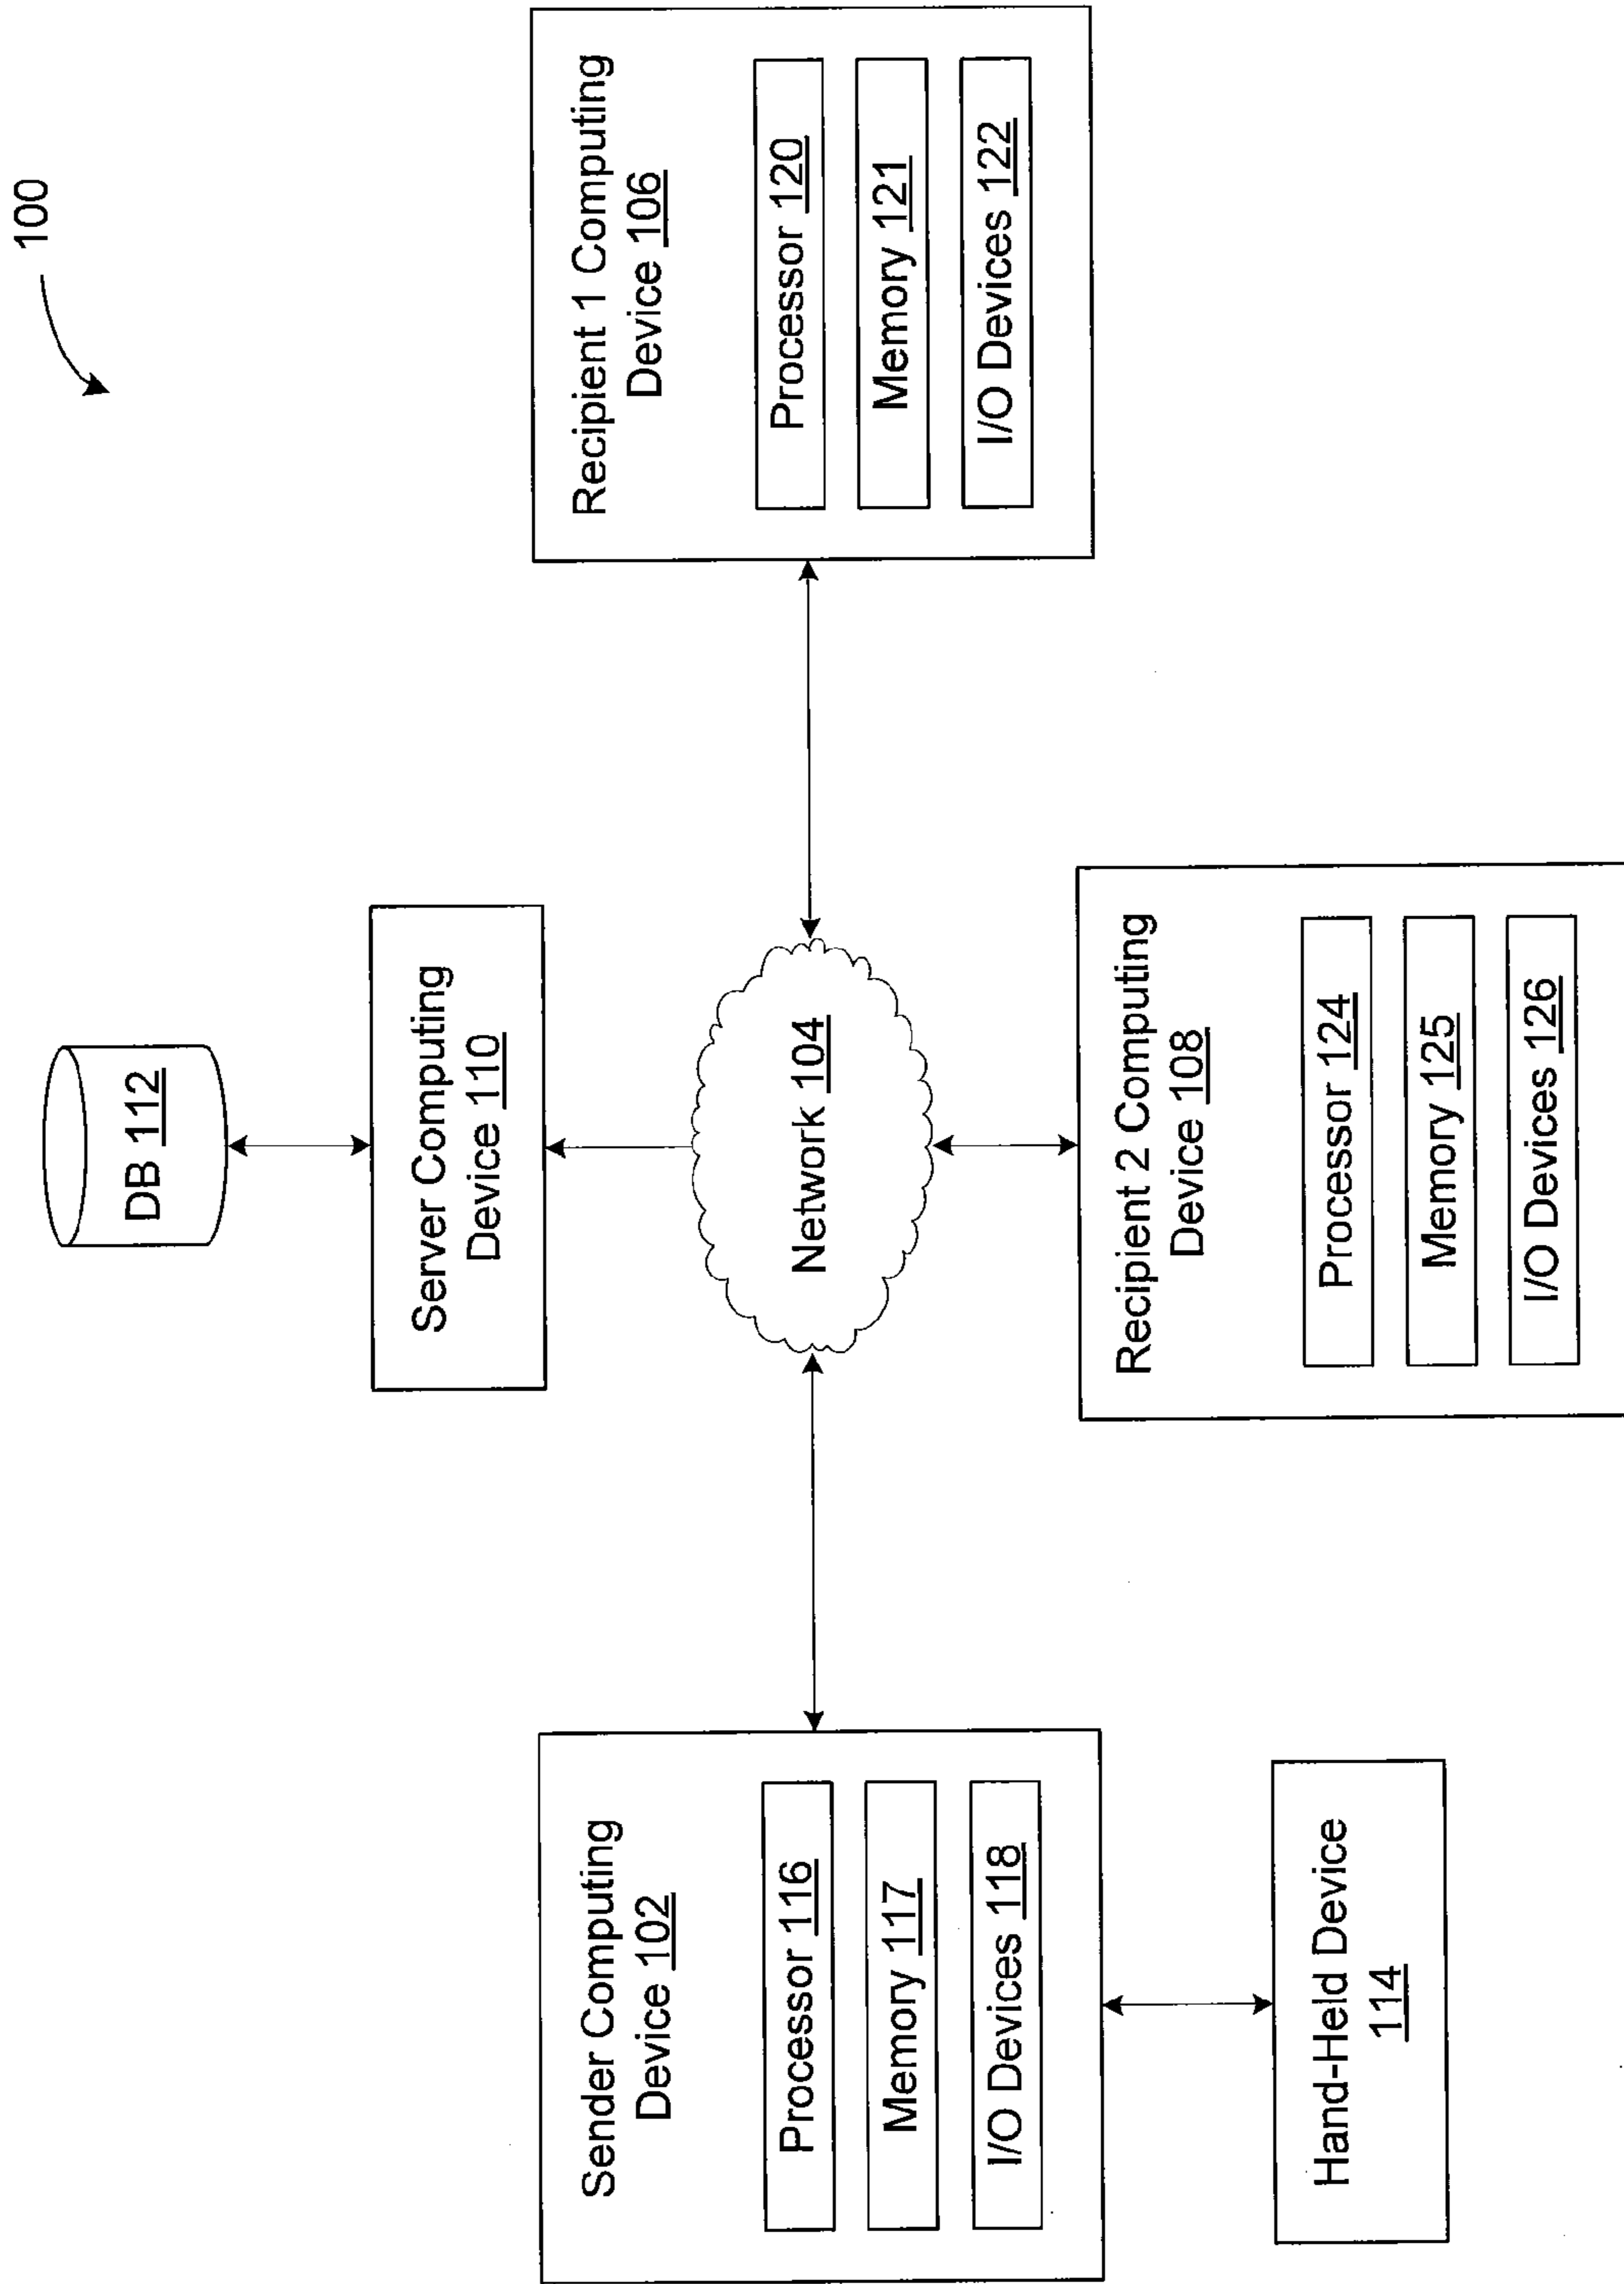 100
DB 112
Server Computing
Device 110
Network 104
Sender Computing
Device 102
Processor 116
Memory 117
I/O Devices 118
Hand-Held Device
114
Recipient 2 Computing
Device 108
Processor 124
Memory 125
I/O Devices 126
Recipient 1 Computing
Device 106
Processor 120
Memory 121
I/O Devices 122